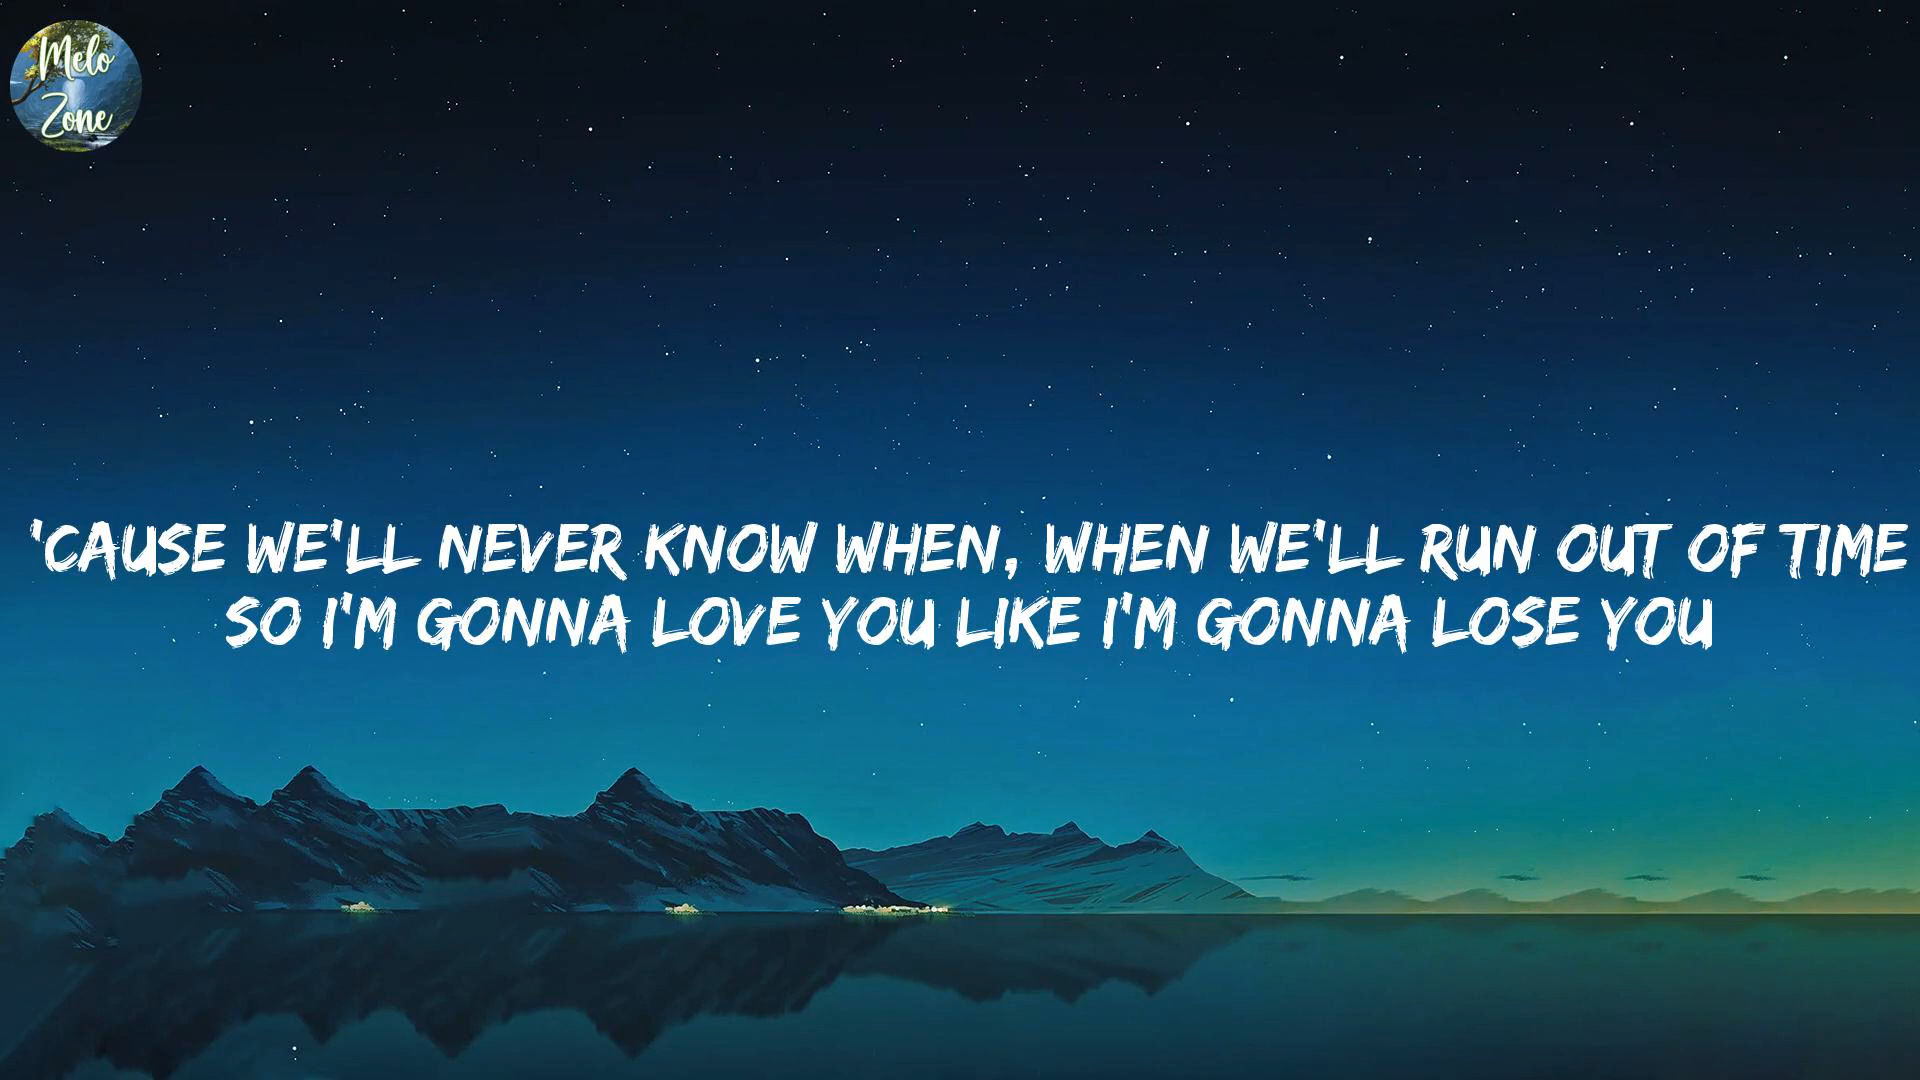 Melo
Zone
'CAUSE WE'LL NEVER KNOW WHEN, WHEN WE'LL RUN OUT OF TIME
SO I'M GONNA LOVE YOU LIKE I'M GONNA LOSE YOU